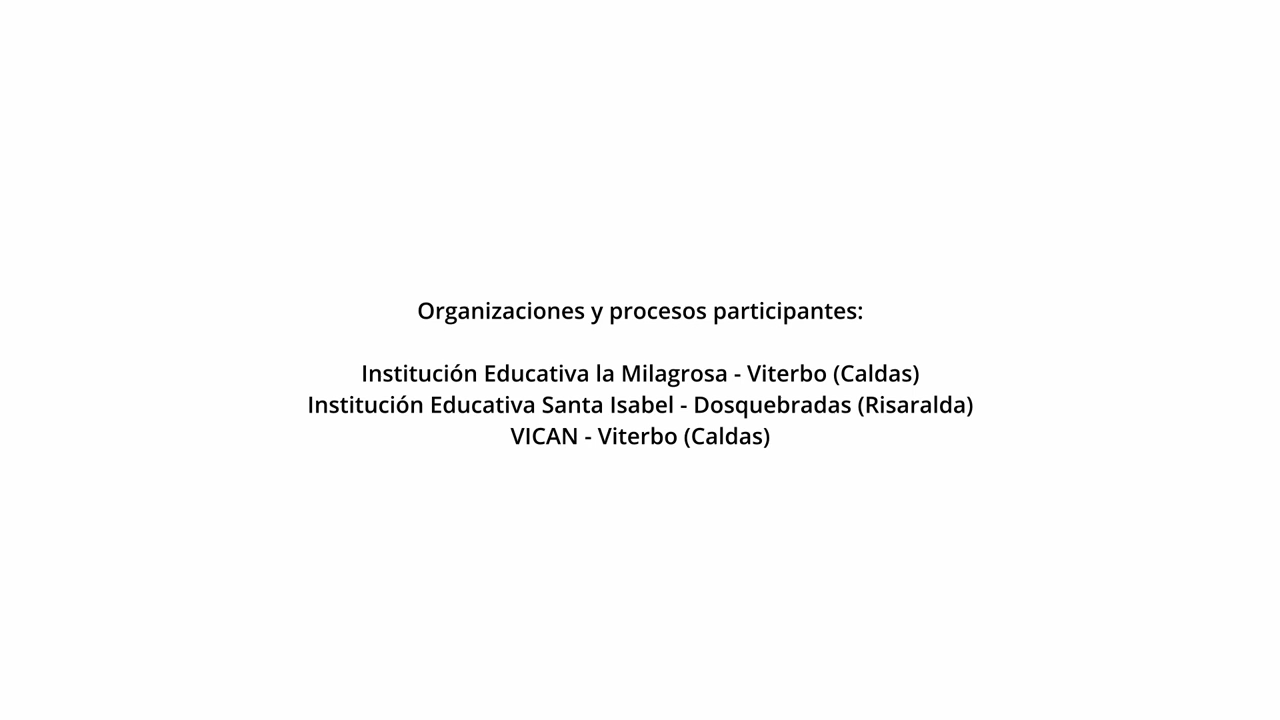 Organizaciones y procesos participantes:
Institución Educativa la Milagrosa - Viterbo (Caldas)
Institución Educativa Santa Isabel - Dosquebradas (Risaralda)
VICAN - Viterbo (Caldas)